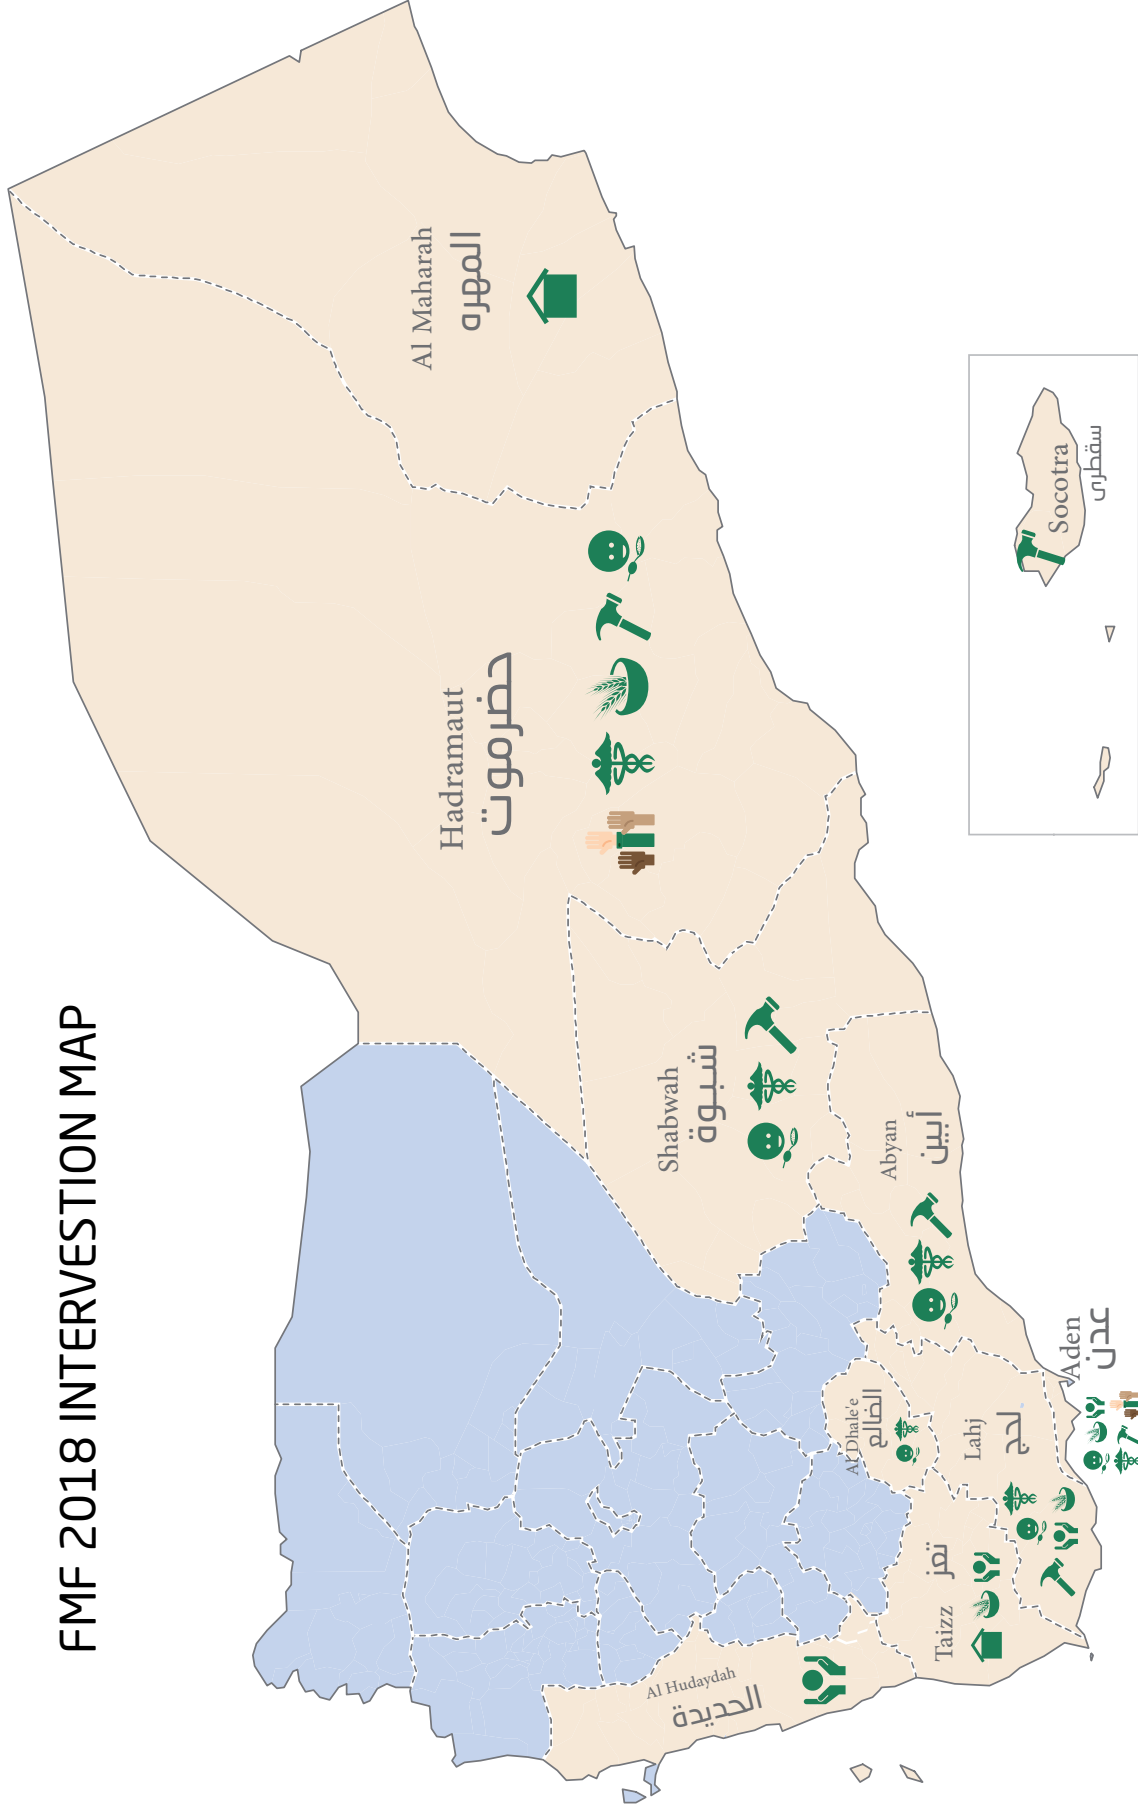 FMF 2018 INTERVESTION MAP
Al Maharah
المهره
Hadramaut
حضرموت
Shabwah
شبوة
Abyan
أبين
Socotra
سقطرى
Aden
عدن
Al Dhale'e
الضالع
Lahj
لحج
Taizz
تعز
Al Hudaydah
الحديدة